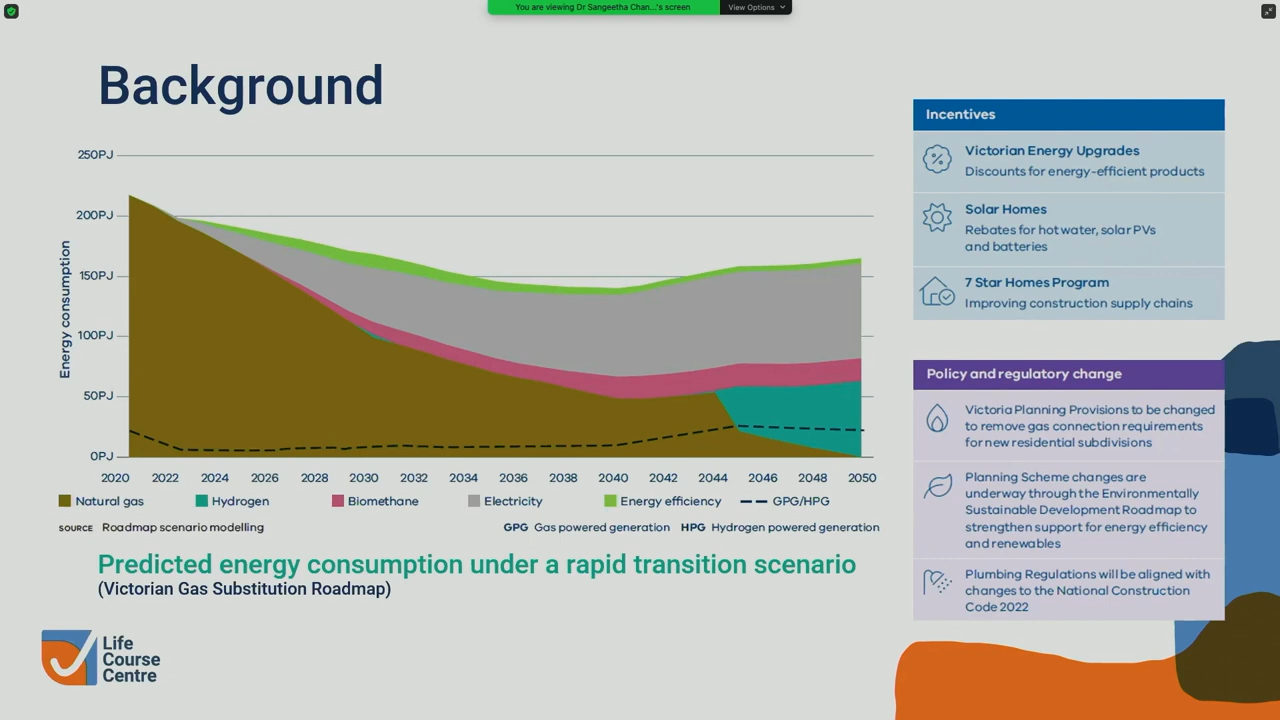 You are viewing Dr Sangeetha Chan...'s screen
View Options
Background
250PJ
200PJ
150PJ
100PJ
50PJ
0PJ
Energy consumption
2020 2022 2024 2026 2028 2030 2032 2034 2036 2038 2040 2042 2044 2046 2048 2050
Natural gas Hydrogen Biomethane Electricity Energy efficiency GPG/HPG
SOURCE Roadmap scenario modelling GPG Gas powered generation HPG Hydrogen powered generation
Predicted energy consumption under a rapid transition scenario
(Victorian Gas Substitution Roadmap)
Life
Course
Centre
Incentives
Victorian Energy Upgrades
Discounts for energy-efficient products
Solar Homes
Rebates for hot water, solar PVs
and batteries
7 Star Homes Program
Improving construction supply chains
Policy and regulatory change
Victoria Planning Provisions to be changed
to remove gas connection requirements
for new residential subdivisions
Planning Scheme changes are
underway through the Environmentally
Sustainable Development Roadmap to
strengthen support for energy efficiency
and renewables
Plumbing Regulations will be aligned with
changes to the National Construction
Code 2022